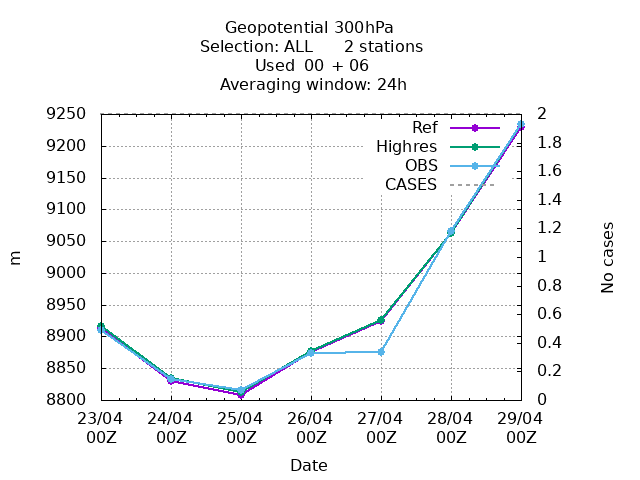 Geopotential 300hPa
Selection: ALL      2 stations
Used  00 + 06
Averaging window: 24h
9250
9200
9150
9100
9050
9000
8950
8900
8850
8800
m
Ref
Highres
OBS
CASES
2
1.8
1.6
1.4
1.2
1
0.8
0.6
0.4
0.2
0
No cases
23/04 24/04 25/04 26/04 27/04 28/04 29/04
00Z 00Z 00Z 00Z 00Z 00Z 00Z
Date